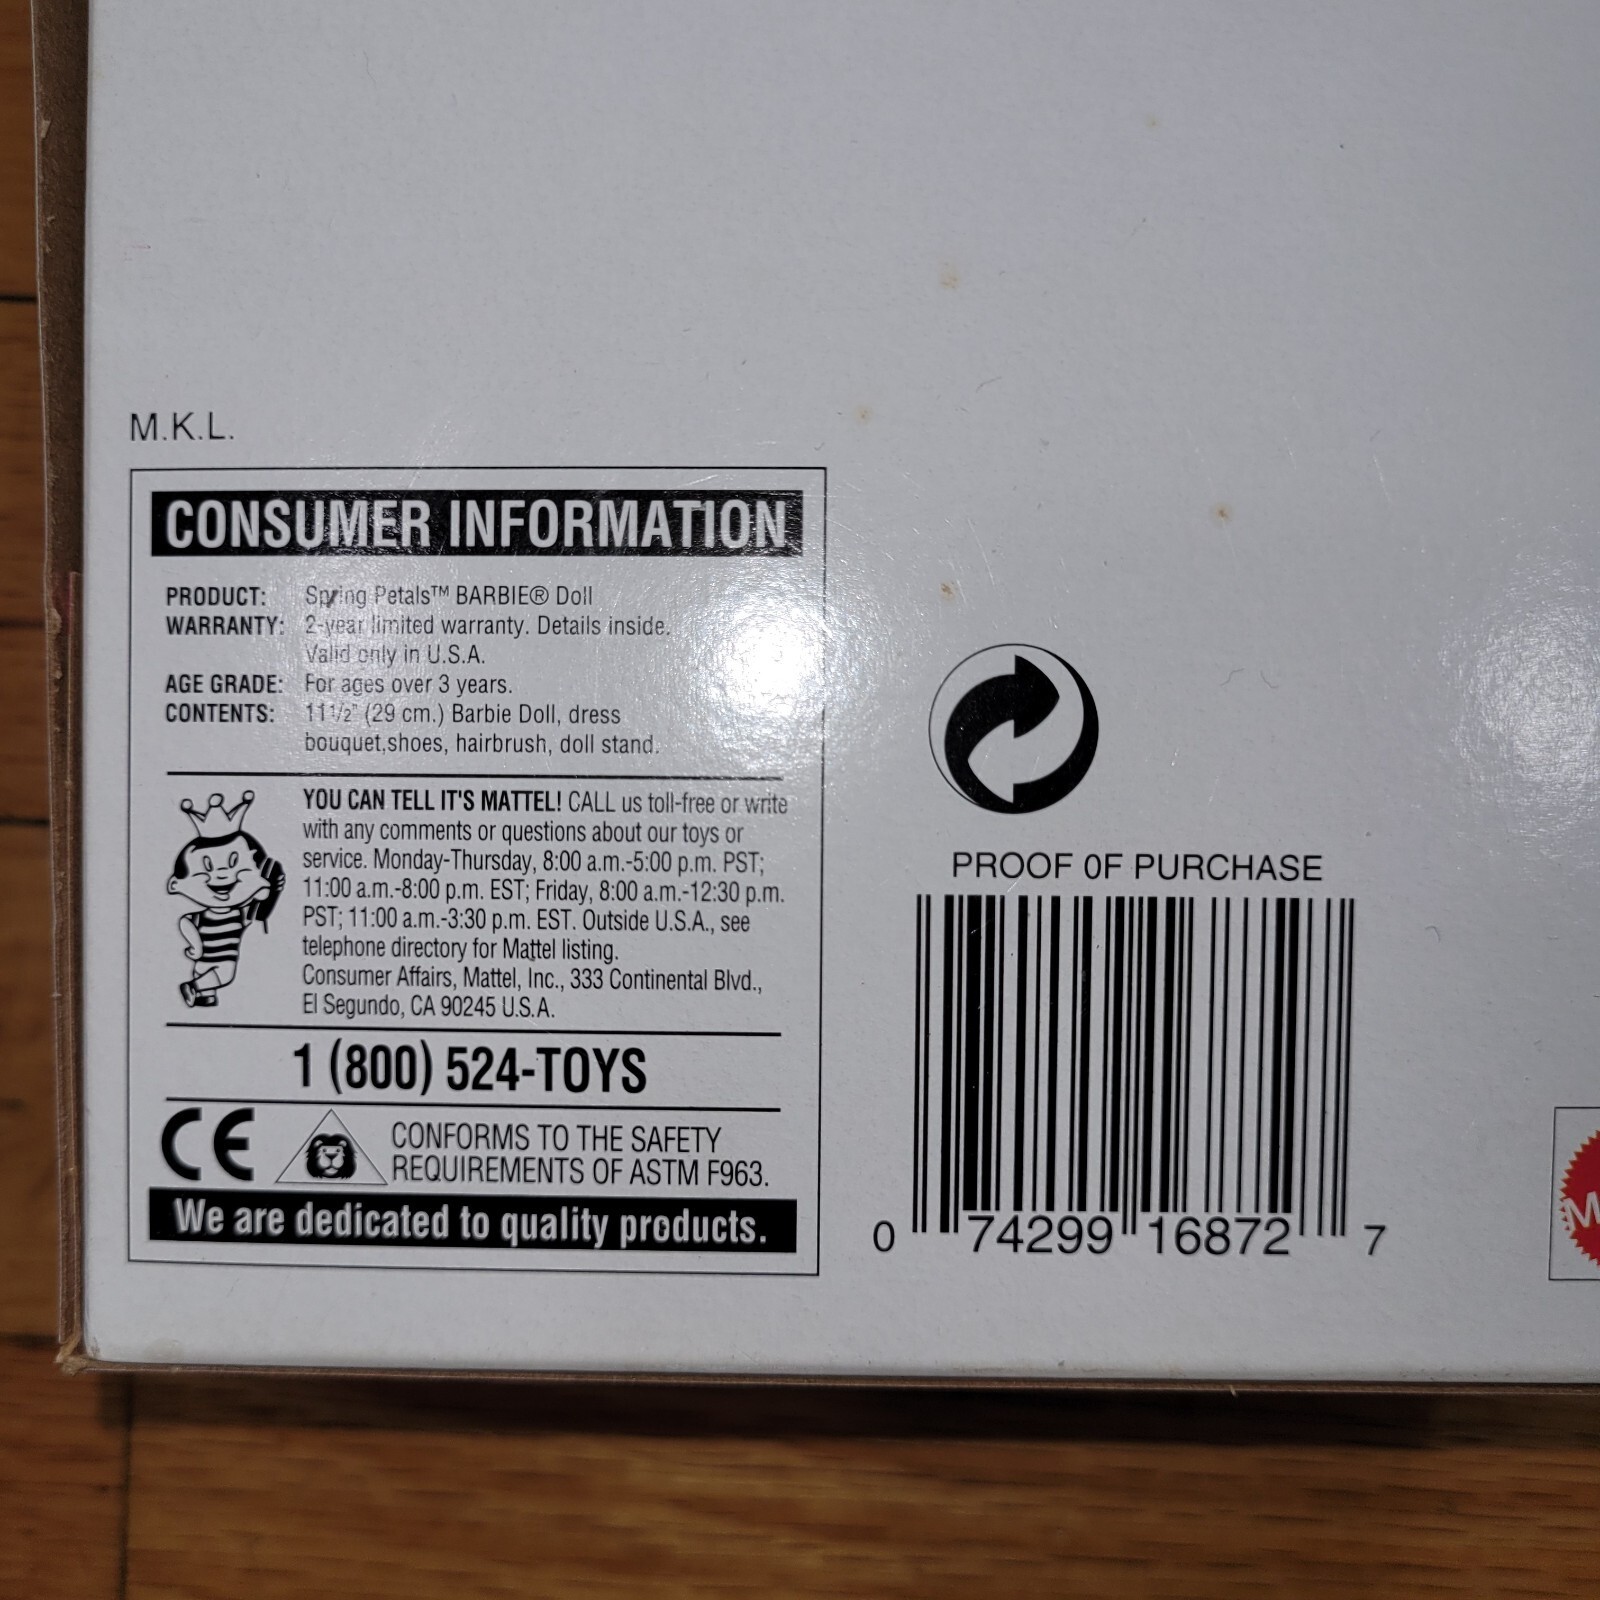 M.K.L.
CONSUMER INFORMATION
PRODUCT: Spring Petals™ BARBIE® Doll
WARRANTY: 2-year limited warranty. Details inside.
Valid only in U.S.A.
AGE GRADE: For ages over 3 years.
CONTENTS: 11 1/2" (29 cm.) Barbie Doll, dress
bouquet,shoes, hairbrush, doll stand.
YOU CAN TELL IT'S MATTEL! CALL us toll-free or write
with any comments or questions about our toys or
service. Monday-Thursday, 8:00 a.m.-5:00 p.m. PST;
11:00 a.m.-8:00 p.m. EST; Friday, 8:00 a.m.-12:30 p.m.
PST; 11:00 a.m.-3:30 p.m. EST. Outside U.S.A., see
telephone directory for Mattel listing.
Consumer Affairs, Mattel, Inc., 333 Continental Blvd.,
El Segundo, CA 90245 U.S.A.
1 (800) 524-TOYS
CE
CONFORMS TO THE SAFETY
REQUIREMENTS OF ASTM F963.
We are dedicated to quality products.
PROOF 0F PURCHASE
0 74299 16872 7